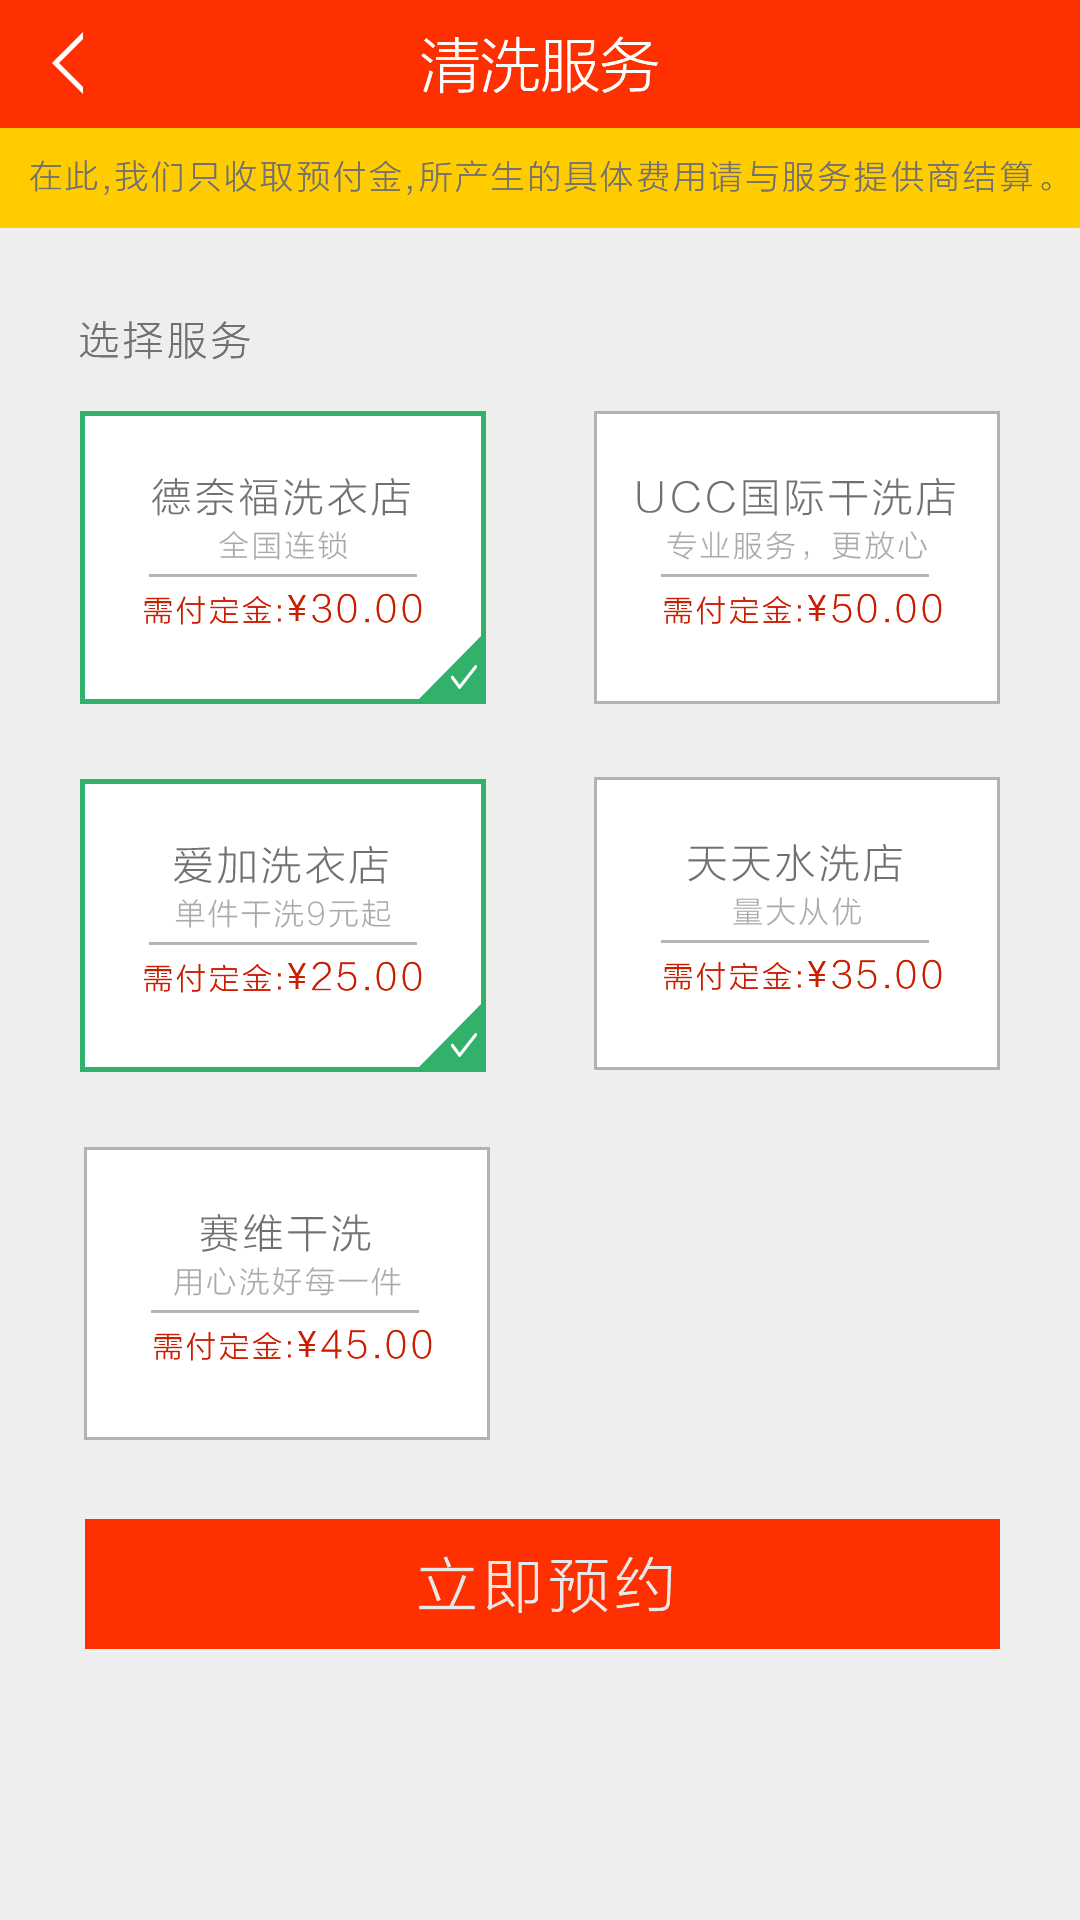 清洗服务
在此,我们只收取预付金,所产生的具体费用请与服务提供商结算。
选择服务
德奈福洗衣店
全国连锁
需付定金:¥30.00
UCC国际干洗店
专业服务，更放心
需付定金:¥50.00
爱加洗衣店
单件干洗9元起
需付定金:¥25.00
天天水洗店
量大从优
需付定金:¥35.00
赛维干洗
用心洗好每一件
需付定金:¥45.00
立即预约